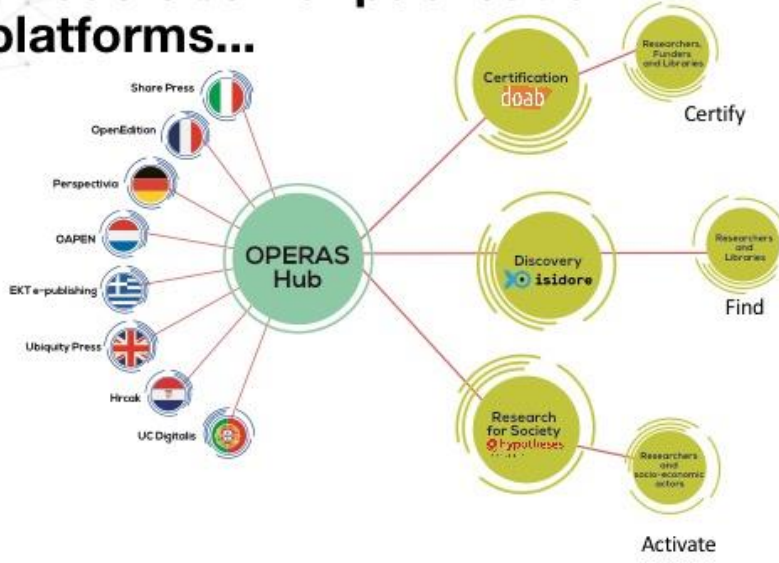 platforms...
Share Press
OpenEdition
Perspectivia
OAPEN
EKT e-publishing
Ubiquity Press
Hrcak
UC Digitalis
OPERAS
Hub
Certification
doab
Researchers,
Funders
and Libraries
Certify
Discovery
isidore
Researchers
and
Libraries
Find
Research
for Society
hypotheses
Researchers
and
socio-economic
actors
Activate